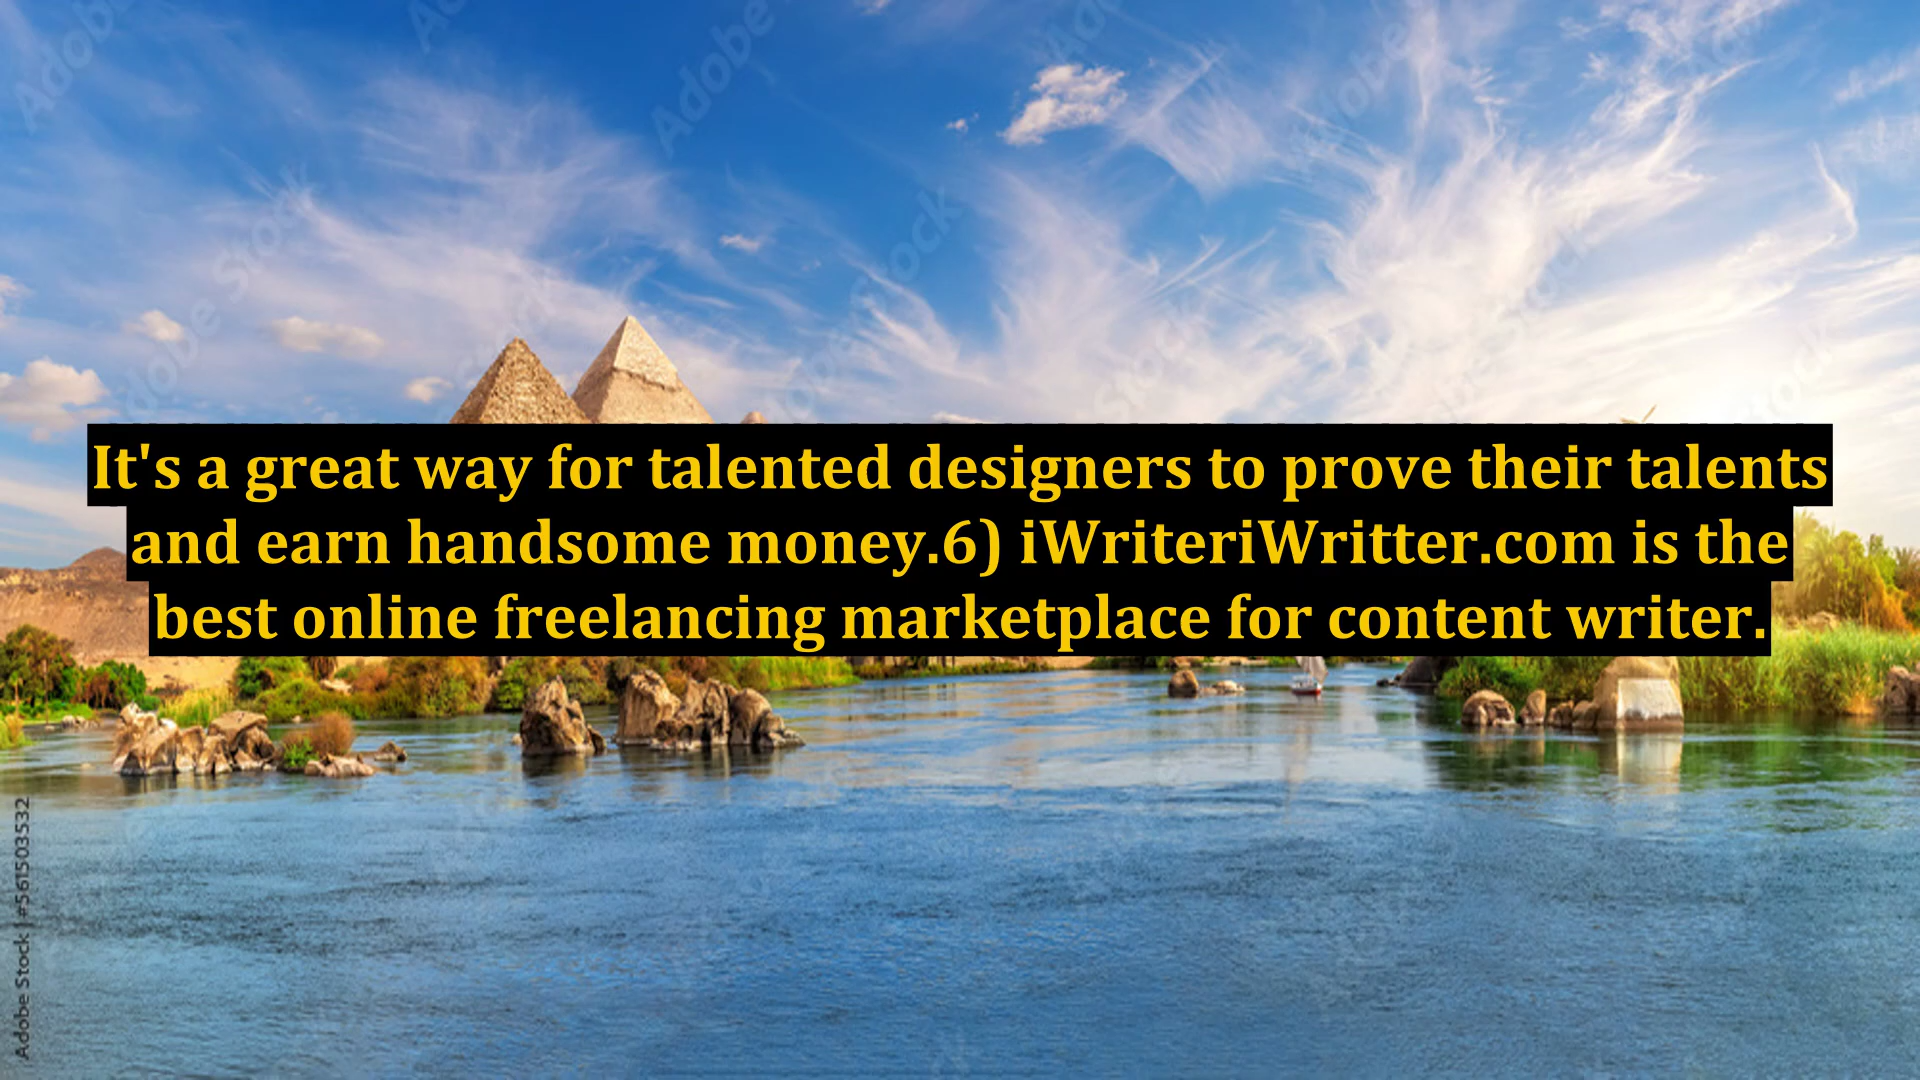 It's a great way for talented designers to prove their talents
and earn handsome money.6) iWriteriWritter.com is the
best online freelancing marketplace for content writer.
Adobe Stock | #561503532